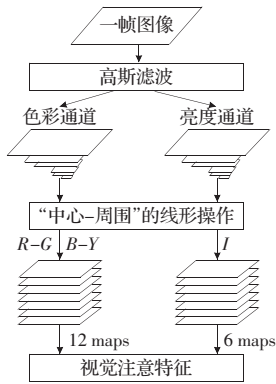 一帧图像
高斯滤波
色彩通道 亮度通道
“中心-周围”的线形操作
R-G B-Y I
12 maps 6 maps
视觉注意特征